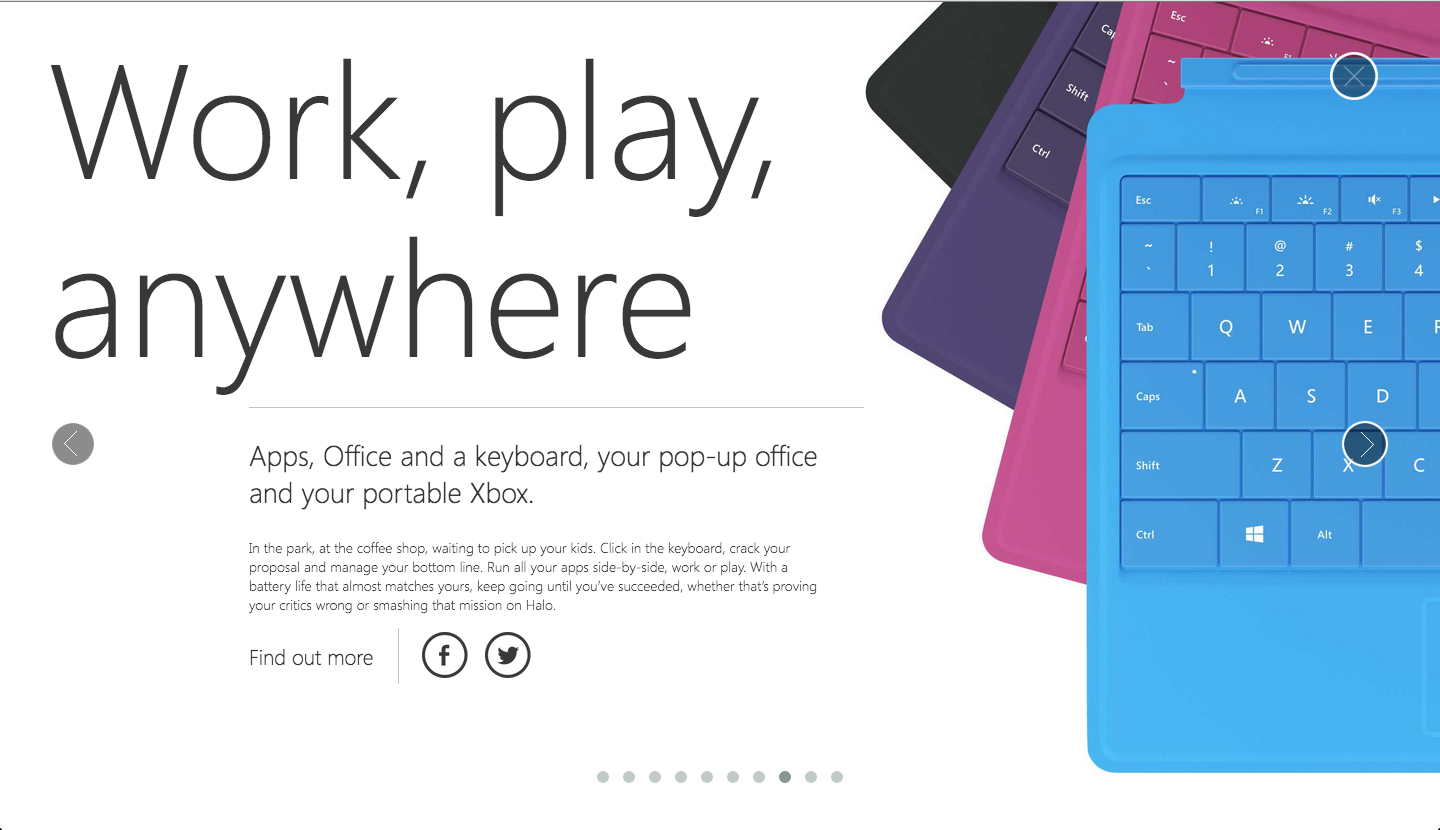 Work, play,
anywhere
Apps, Office and a keyboard, your pop-up office
and your portable Xbox.
In the park, at the coffee shop, waiting to pick up your kids. Click in the keyboard, crack your
proposal and manage your bottom line. Run all your apps side-by-side, work or play. With a
battery life that almost matches yours, keep going until you’ve succeeded, whether that’s proving
your critics wrong or smashing that mission on Halo.
Find out more
Shift
Ctrl
Esc
~
`
Esc F1 F2 F3
~ ! @ # $
` 1 2 3 4
Tab Q W E
Caps A S D
Shift Z X C
Ctrl Alt